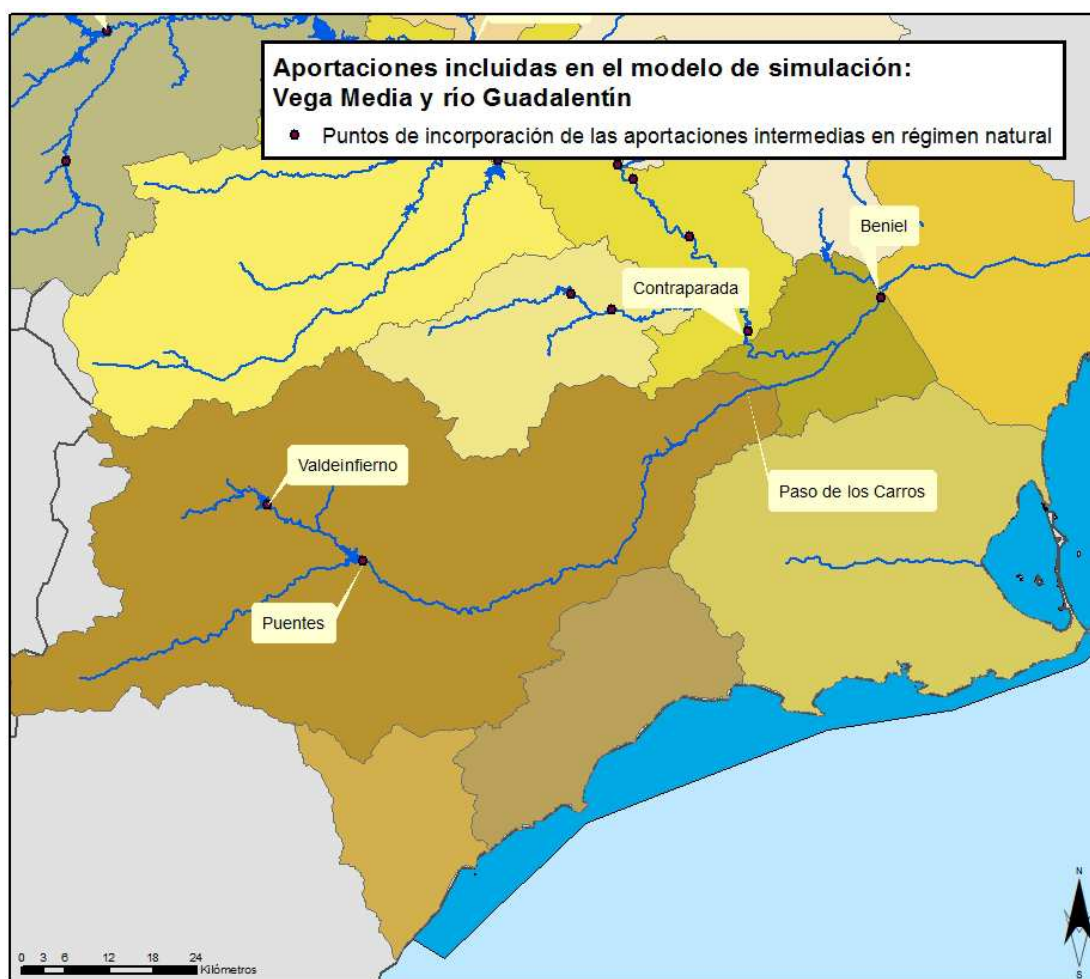 Aportaciones incluidas en el modelo de simulación:
Vega Media y río Guadalentín
Puntos de incorporación de las aportaciones intermedias en régimen natural
Beniel
Contraparada
Valdeinfierno
Paso de los Carros
Puentes
N
S
0 3 6 12 18 24
Kilómetros